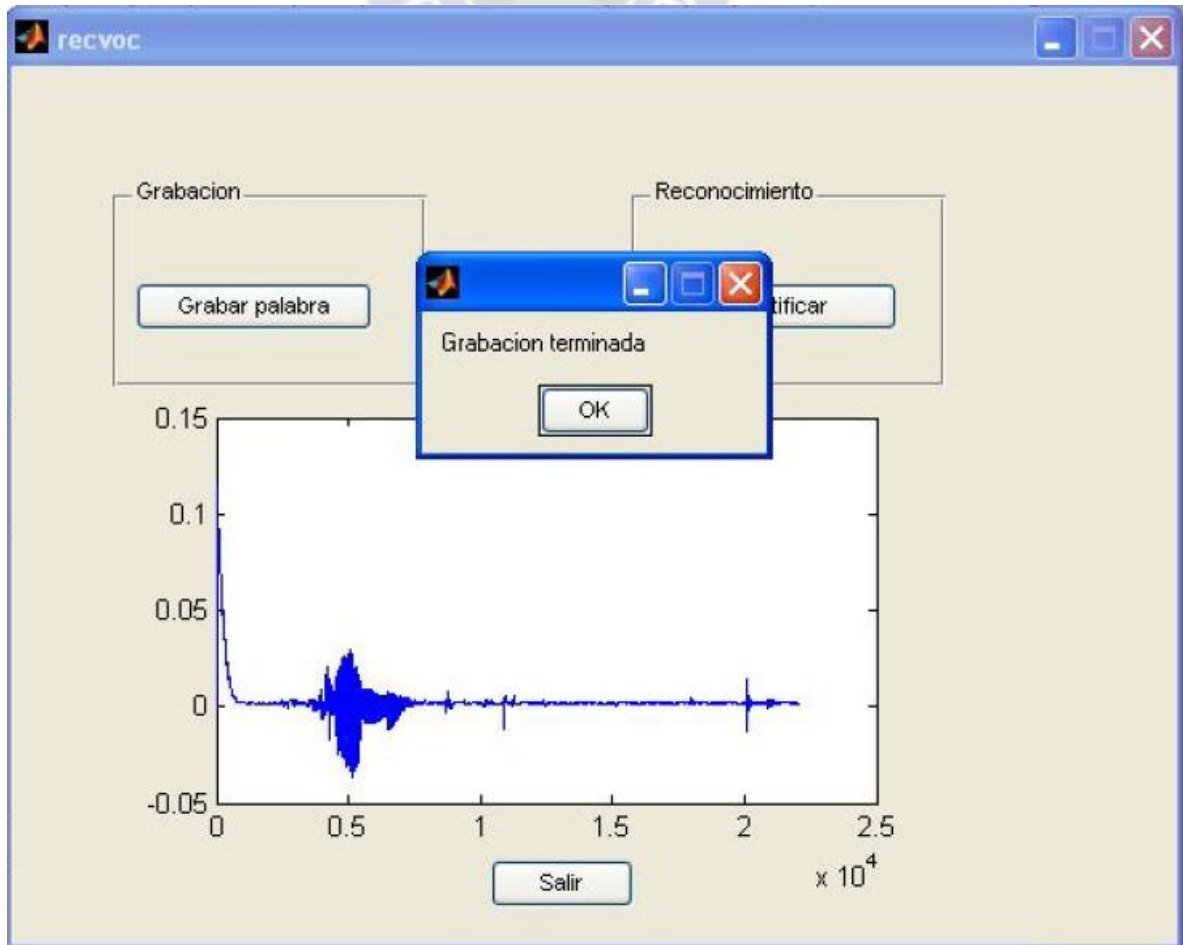 recvoc
Grabacion
Reconocimiento
Grabar palabra
tificar
Grabacion terminada
OK
0.15
0.1
0.05
0
-0.05
0 0.5 1 1.5 2 2.5
x 10^4
Salir